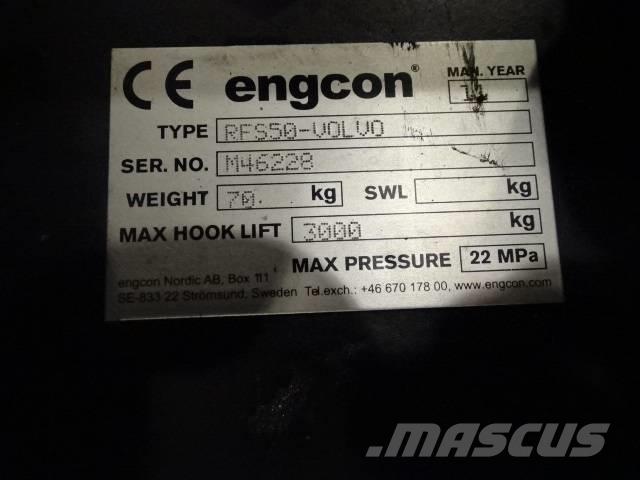 CE engcon® MAN. YEAR
11
TYPE RFS50-VOLVO
SER. NO. M46228
WEIGHT 70. kg SWL kg
MAX HOOK LIFT 3000 kg
MAX PRESSURE 22 MPa
engcon Nordic AB, Box 111
SE-833 22 Strömsund, Sweden Tel.exch.: +46 670 178 00, www.engcon.com
MASCUS